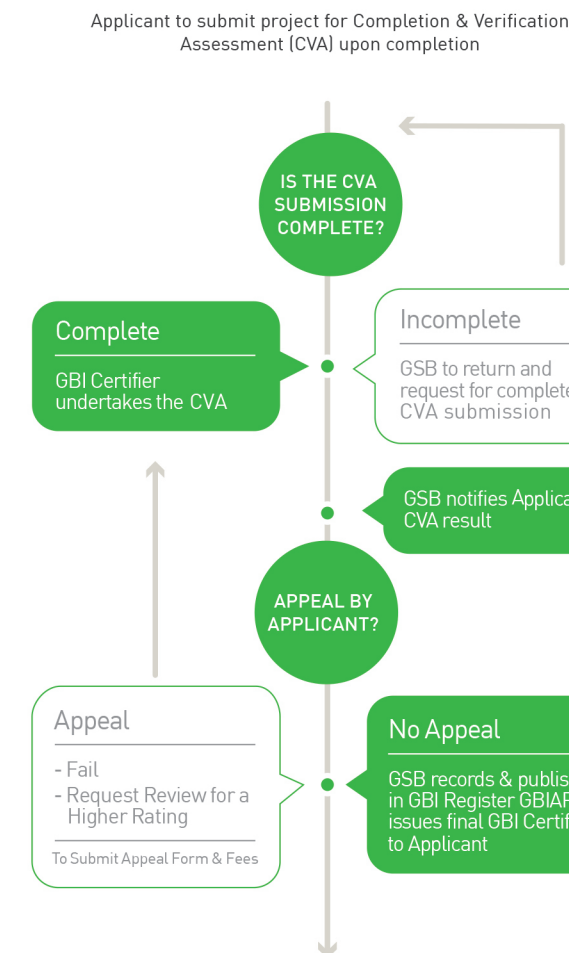 Applicant to submit project for Completion & Verification
Assessment (CVA) upon completion
IS THE CVA
SUBMISSION
COMPLETE?
Complete
GBI Certifier
undertakes the CVA
Incomplete
GSB to return and
request for complete
CVA submission
GSB notifies
CVA result
APPEAL BY
APPLICANT?
Appeal
- Fail
- Request Review for a
Higher Rating
To Submit Appeal Form & Fees
No Appeal
GSB records &
in GBI Register
issues final GBI
to Applicant